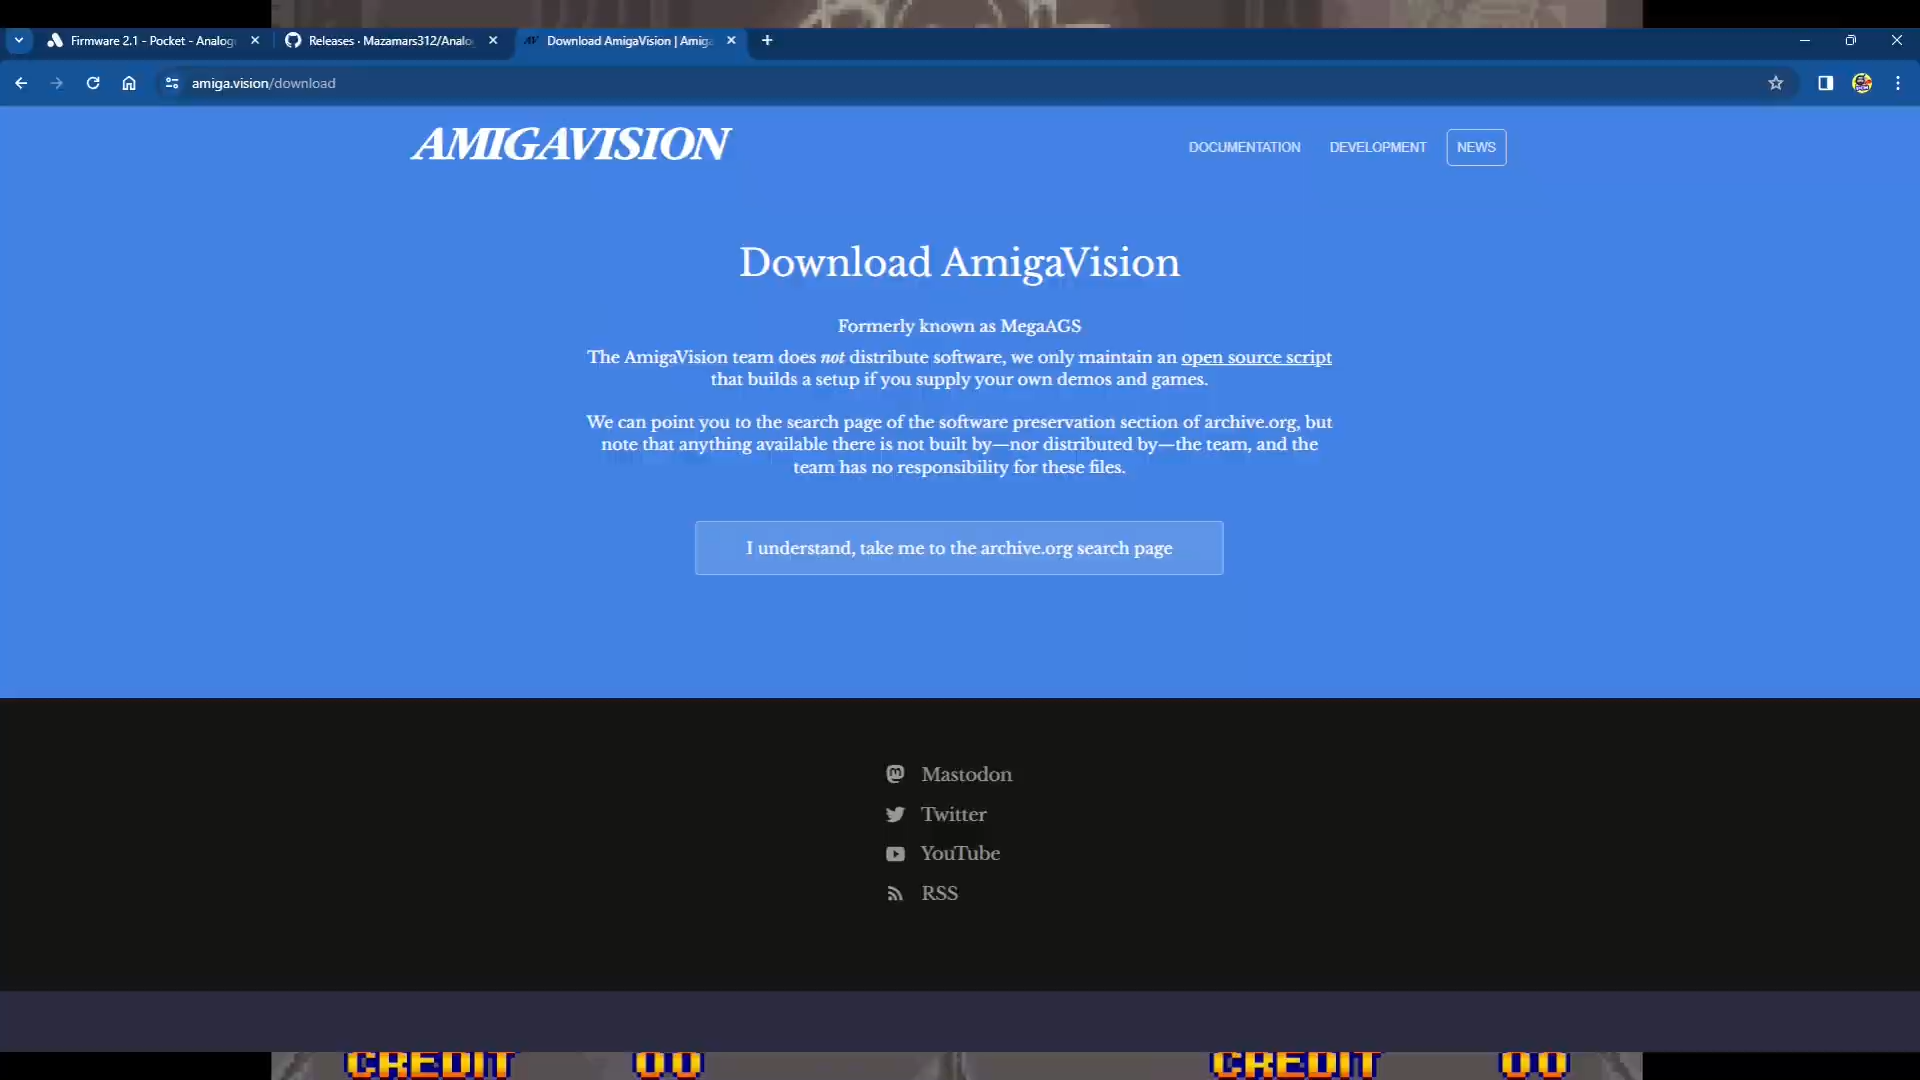 Firmware 2.1 - Pocket - Analog
Releases · Mazamars312/Analo
Download AmigaVision | Amiga
amiga.vision/download
AMIGAVISION
DOCUMENTATION
DEVELOPMENT
NEWS
Download AmigaVision
Formerly known as MegaAGS
The AmigaVision team does not distribute software, we only maintain an open source script
that builds a setup if you supply your own demos and games.
We can point you to the search page of the software preservation section of archive.org, but
note that anything available there is not built by—nor distributed by—the team, and the
team has no responsibility for these files.
I understand, take me to the archive.org search page
Mastodon
Twitter
YouTube
RSS
CREDIT 00 CREDIT 00